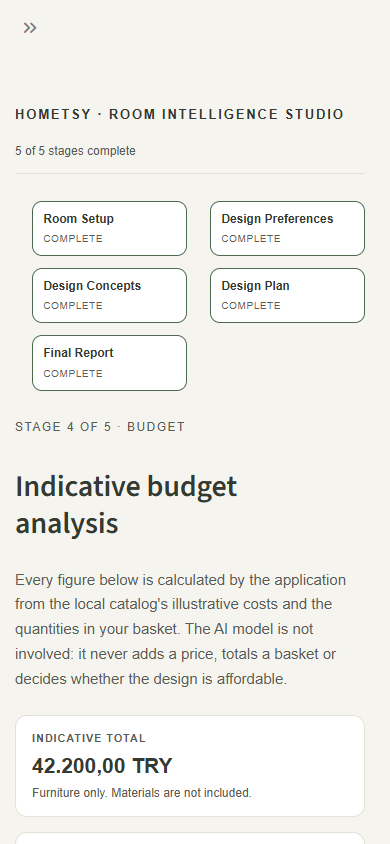 HOMETSY · ROOM INTELLIGENCE STUDIO
5 of 5 stages complete
Room Setup
COMPLETE
Design Preferences
COMPLETE
Design Concepts
COMPLETE
Design Plan
COMPLETE
Final Report
COMPLETE
STAGE 4 OF 5 · BUDGET
Indicative budget
analysis
Every figure below is calculated by the application
from the local catalog's illustrative costs and the
quantities in your basket. The AI model is not
involved: it never adds a price, totals a basket or
decides whether the design is affordable.
INDICATIVE TOTAL
42.200,00 TRY
Furniture only. Materials are not included.